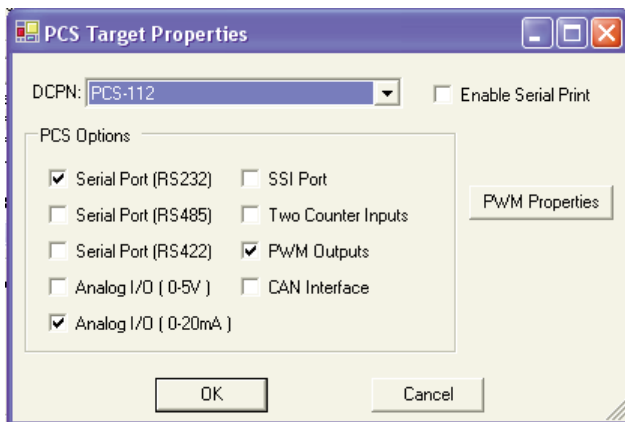 PCS Target Properties
DCPN: PCS-112
Enable Serial Print
PCS Options
Serial Port (RS232)
SSI Port
Serial Port (RS485)
Two Counter Inputs
Serial Port (RS422)
PWM Outputs
Analog I/O ( 0-5V )
CAN Interface
Analog I/O ( 0-20mA )
PWM Properties
OK
Cancel